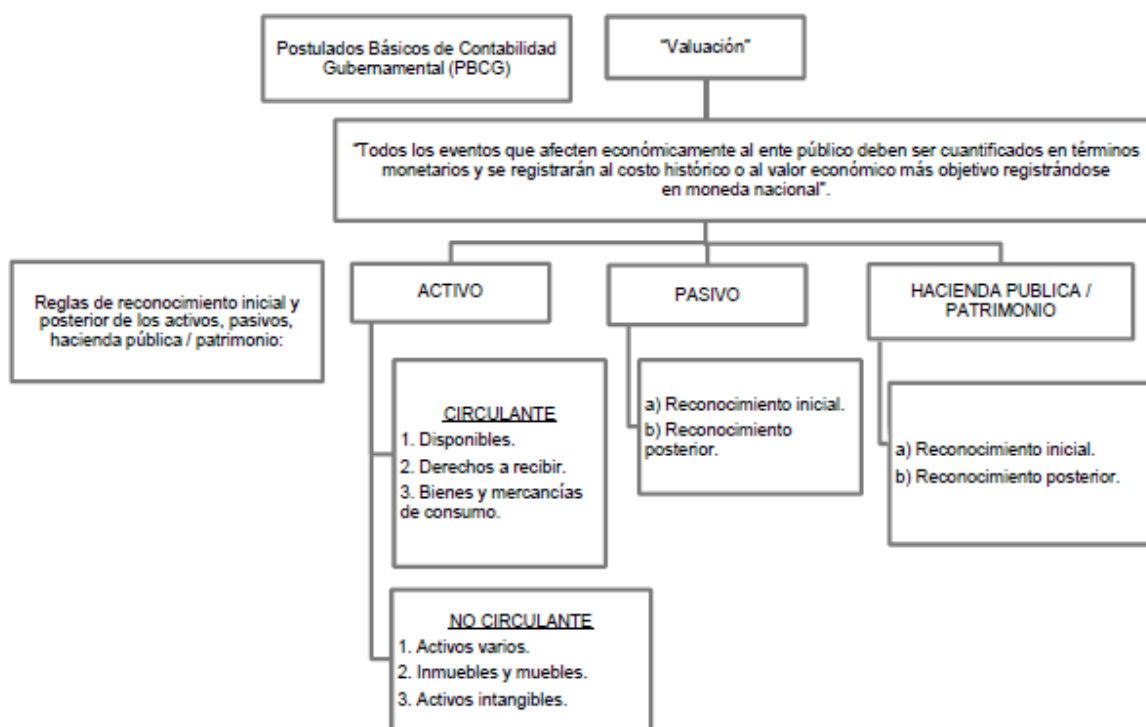 Postulados Básicos de Contabilidad
Gubernamental (PBCG)
"Valuación"
"Todos los eventos que afecten económicamente al ente público deben ser cuantificados en términos
monetarios y se registrarán al costo histórico o al valor económico más objetivo registrándose
en moneda nacional".
Reglas de reconocimiento inicial y
posterior de los activos, pasivos,
hacienda pública / patrimonio:
ACTIVO
PASIVO
HACIENDA PUBLICA /
PATRIMONIO
CIRCULANTE
1. Disponibles.
2. Derechos a recibir.
3. Bienes y mercancías
de consumo.
a) Reconocimiento inicial.
b) Reconocimiento
posterior.
a) Reconocimiento inicial.
b) Reconocimiento posterior.
NO CIRCULANTE
1. Activos varios.
2. Inmuebles y muebles.
3. Activos intangibles.